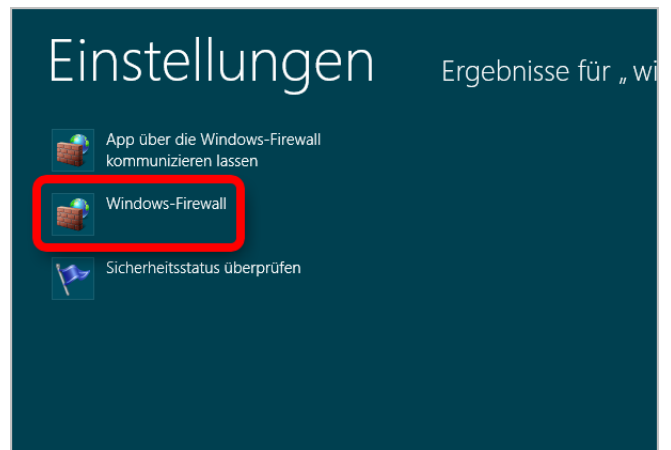 Einstellungen
Ergebnisse für „ wi
App über die Windows-Firewall
kommunizieren lassen
Windows-Firewall
Sicherheitsstatus überprüfen